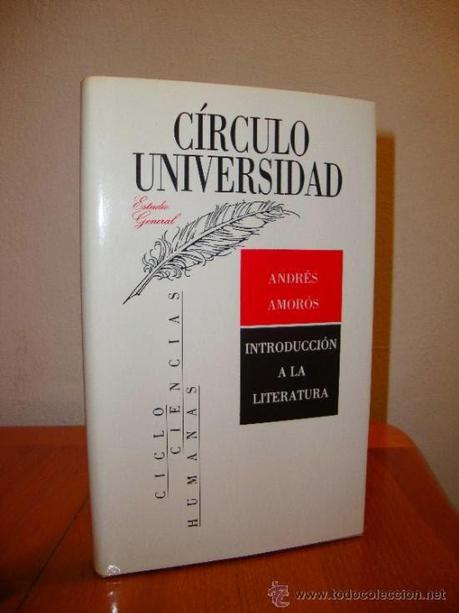 CÍRCULO
UNIVERSIDAD
Estudio
General
ANDRÉS
AMORÓS
INTRODUCCIÓN
A LA
LITERATURA
CICLO
CIENCIAS
HUMANAS
www.todocoleccion.net